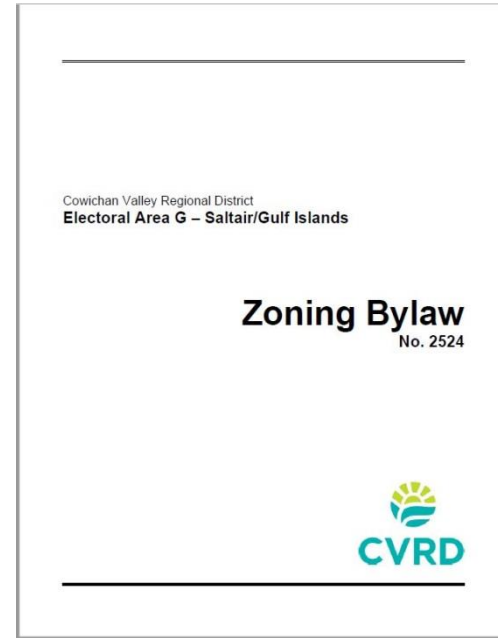 Cowichan Valley Regional District
Electoral Area G – Saltair/Gulf Islands
Zoning Bylaw
No. 2524
CVRD